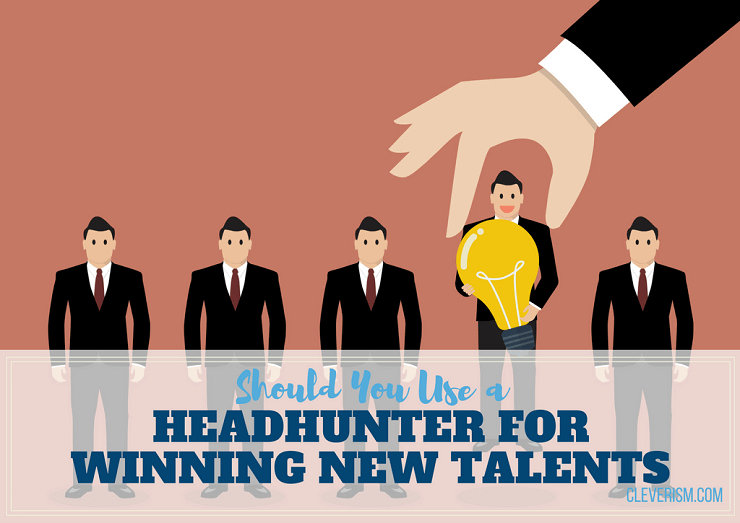 Should You Use a
HEADHUNTER FOR
WINNING NEW TALENTS
CLEVERISM.COM